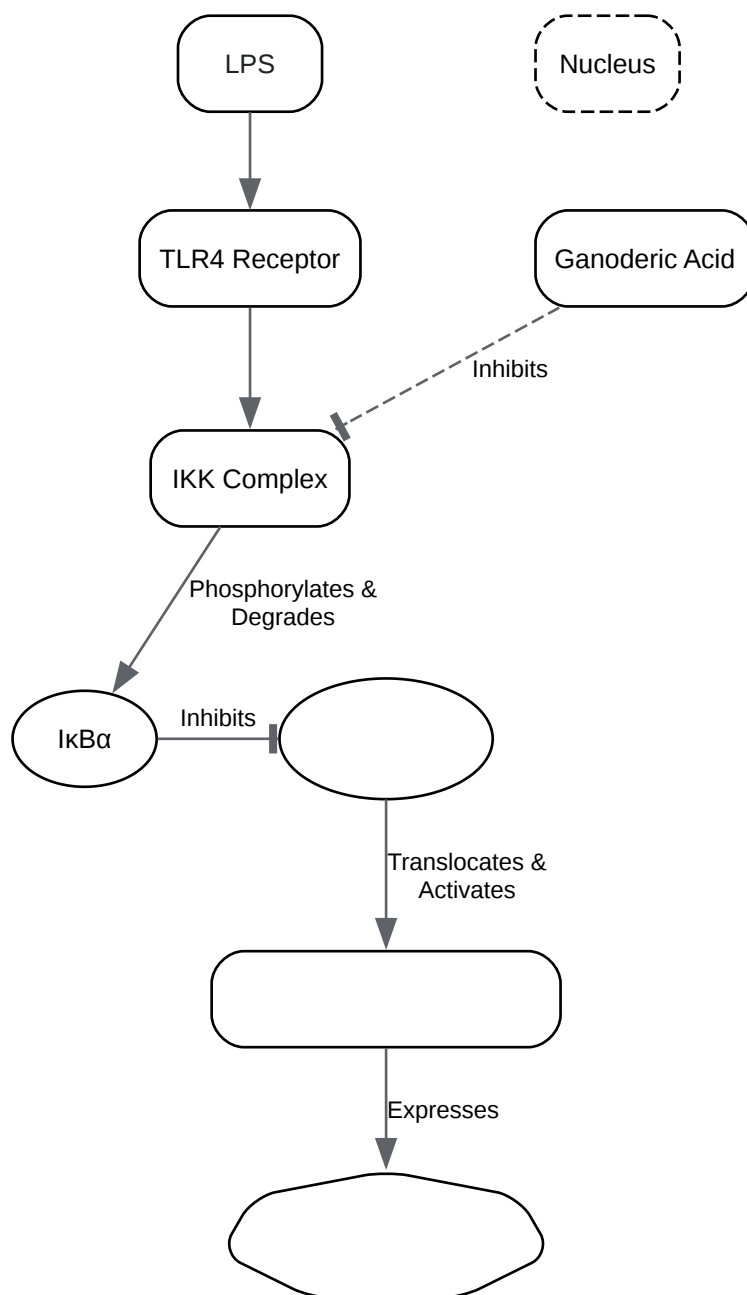 LPS
Nucleus
TLR4 Receptor
Ganoderic Acid
Inhibits
IKK Complex
Phosphorylates &
Degrades
IκBα
Inhibits
Translocates &
Activates
Expresses